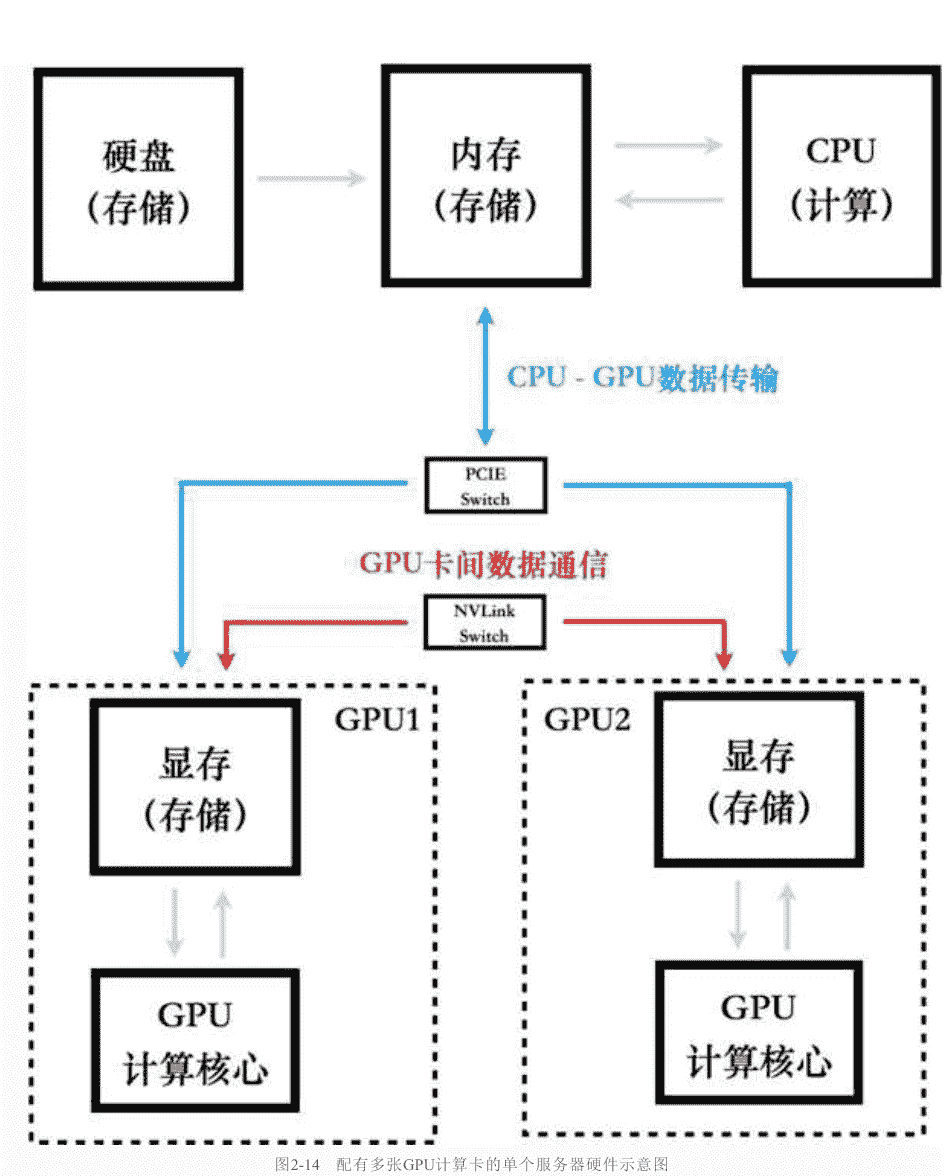 硬盘
（存储）
内存
（存储）
CPU
（计算）
CPU - GPU数据传输
PCIE
Switch
GPU卡间数据通信
NVLink
Switch
GPU1
显存
（存储）
GPU
计算核心
GPU2
显存
（存储）
GPU
计算核心
图2-14 配有多张GPU计算卡的单个服务器硬件示意图